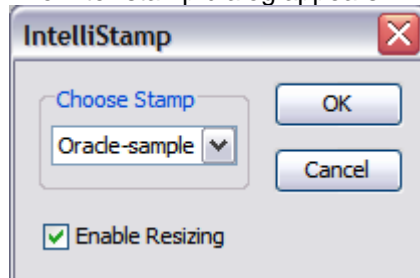 IntelliStamp
Choose Stamp
OK
Oracle-sample
Cancel
Enable Resizing